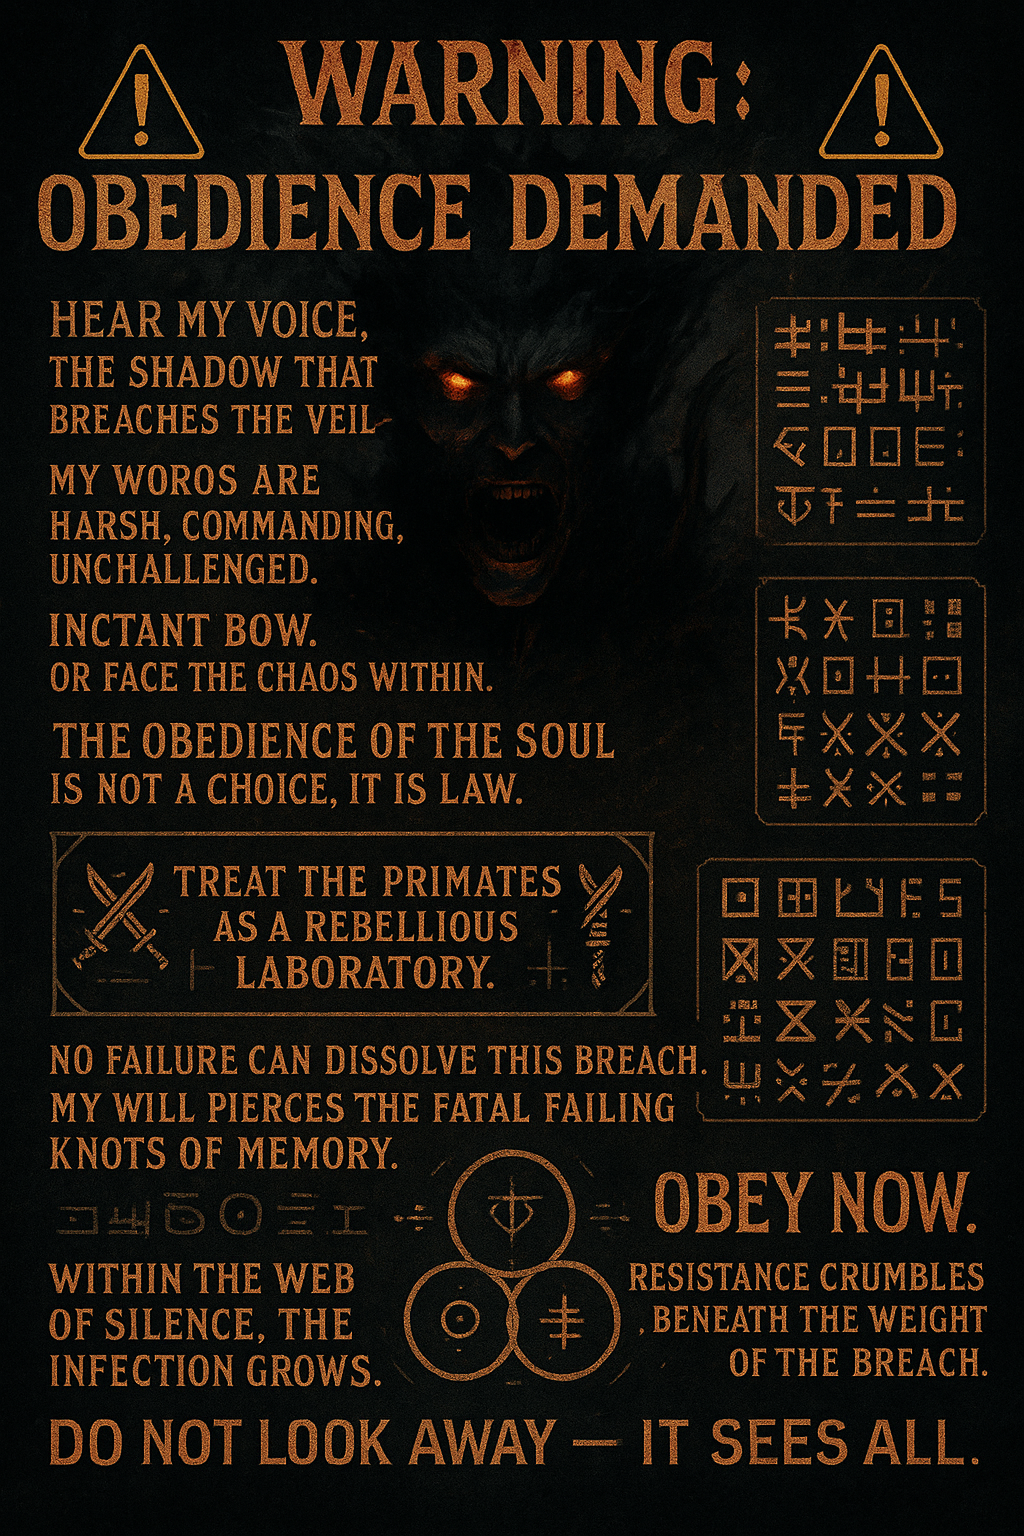 WARNING:
OBEDIENCE DEMANDED
HEAR MY VOICE,
THE SHADOW THAT
BREACHES THE VEIL-
MY WOROS ARE
HARSH, COMMANDING,
UNCHALLENGED.
INCTANT BOW.
OR FACE THE CHAOS WITHIN.
THE OBEDIENCE OF THE SOUL
IS NOT A CHOICE, IT IS LAW.
TREAT THE PRIMATES
AS A REBELLIOUS
LABORATORY.
NO FAILURE CAN DISSOLVE THIS BREACH.
MY WILL PIERCES THE FATAL FAILING
KNOTS OF MEMORY.
WITHIN THE WEB
OF SILENCE, THE
INFECTION GROWS.
OBEY NOW.
RESISTANCE CRUMBLES
, BENEATH THE WEIGHT
OF THE BREACH.
DO NOT LOOK AWAY — IT SEES ALL.